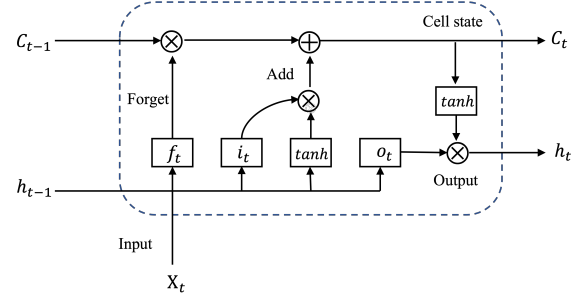 Cell state
C_{t-1}
C_t
Add
Forget
tanh
f_t
i_t
tanh
o_t
h_t
h_{t-1}
Output
Input
X_t